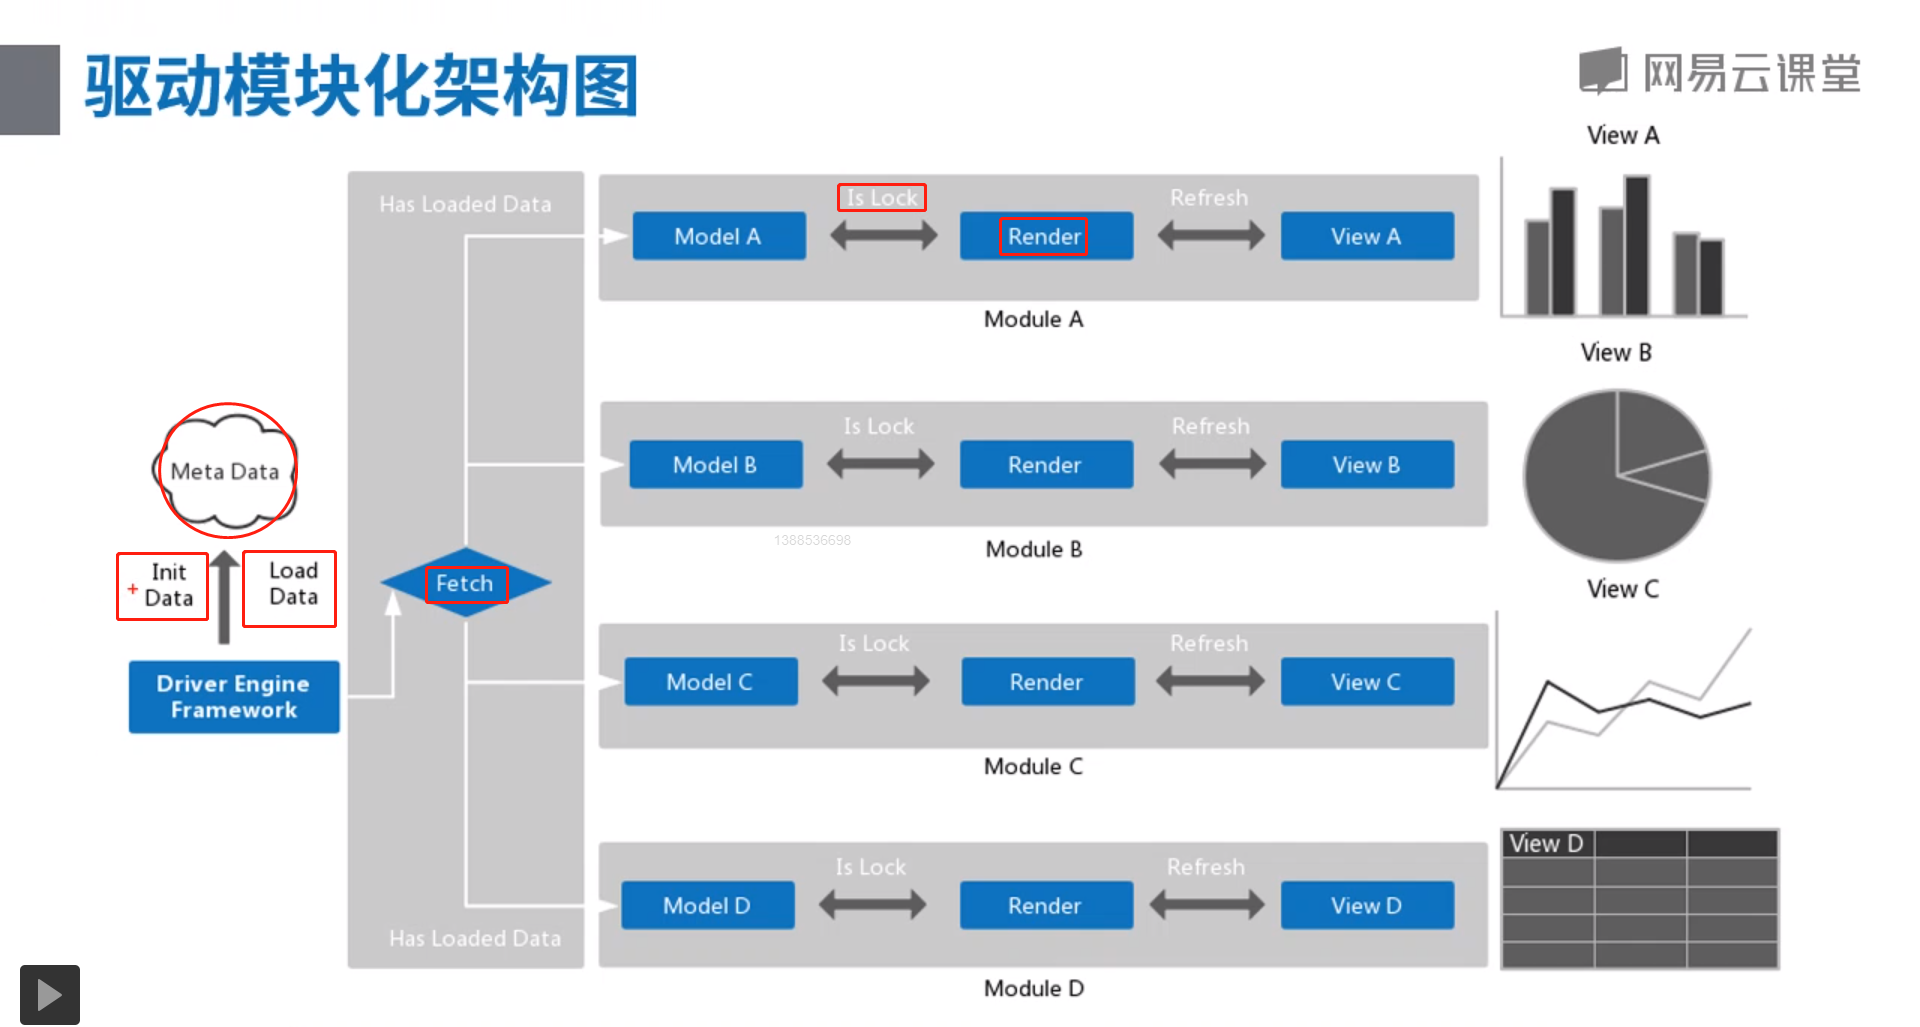 驱动模块化架构图
网易云课堂
View A
Has Loaded Data
Is Lock
Refresh
Model A
Render
View A
Module A
View B
Is Lock
Refresh
Model B
Render
View B
Module B
1388536698
Meta Data
Init
Data
+
Load
Data
Fetch
Driver Engine
Framework
View C
Is Lock
Refresh
Model C
Render
View C
Module C
View D
Is Lock
Refresh
Model D
Render
View D
Has Loaded Data
Module D